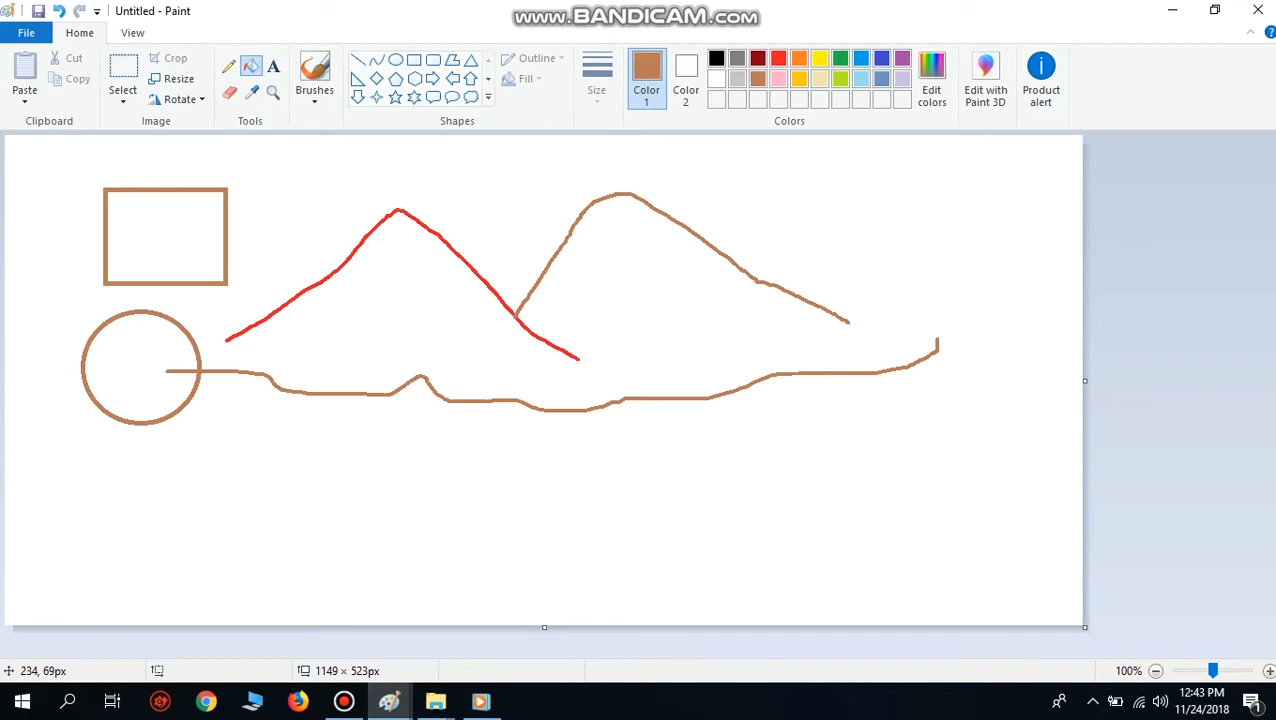 Untitled - Paint
www.BANDICAM.com
File
Home
View
Paste
Cut
Copy
Clipboard
Select
Crop
Resize
Rotate
Image
A
Tools
Brushes
Outline
Fill
Shapes
Size
Color 1
Color 2
Edit colors
Colors
Edit with Paint 3D
Product alert
234, 69px
1149 × 523px
100%
12:43 PM
11/24/2018
1